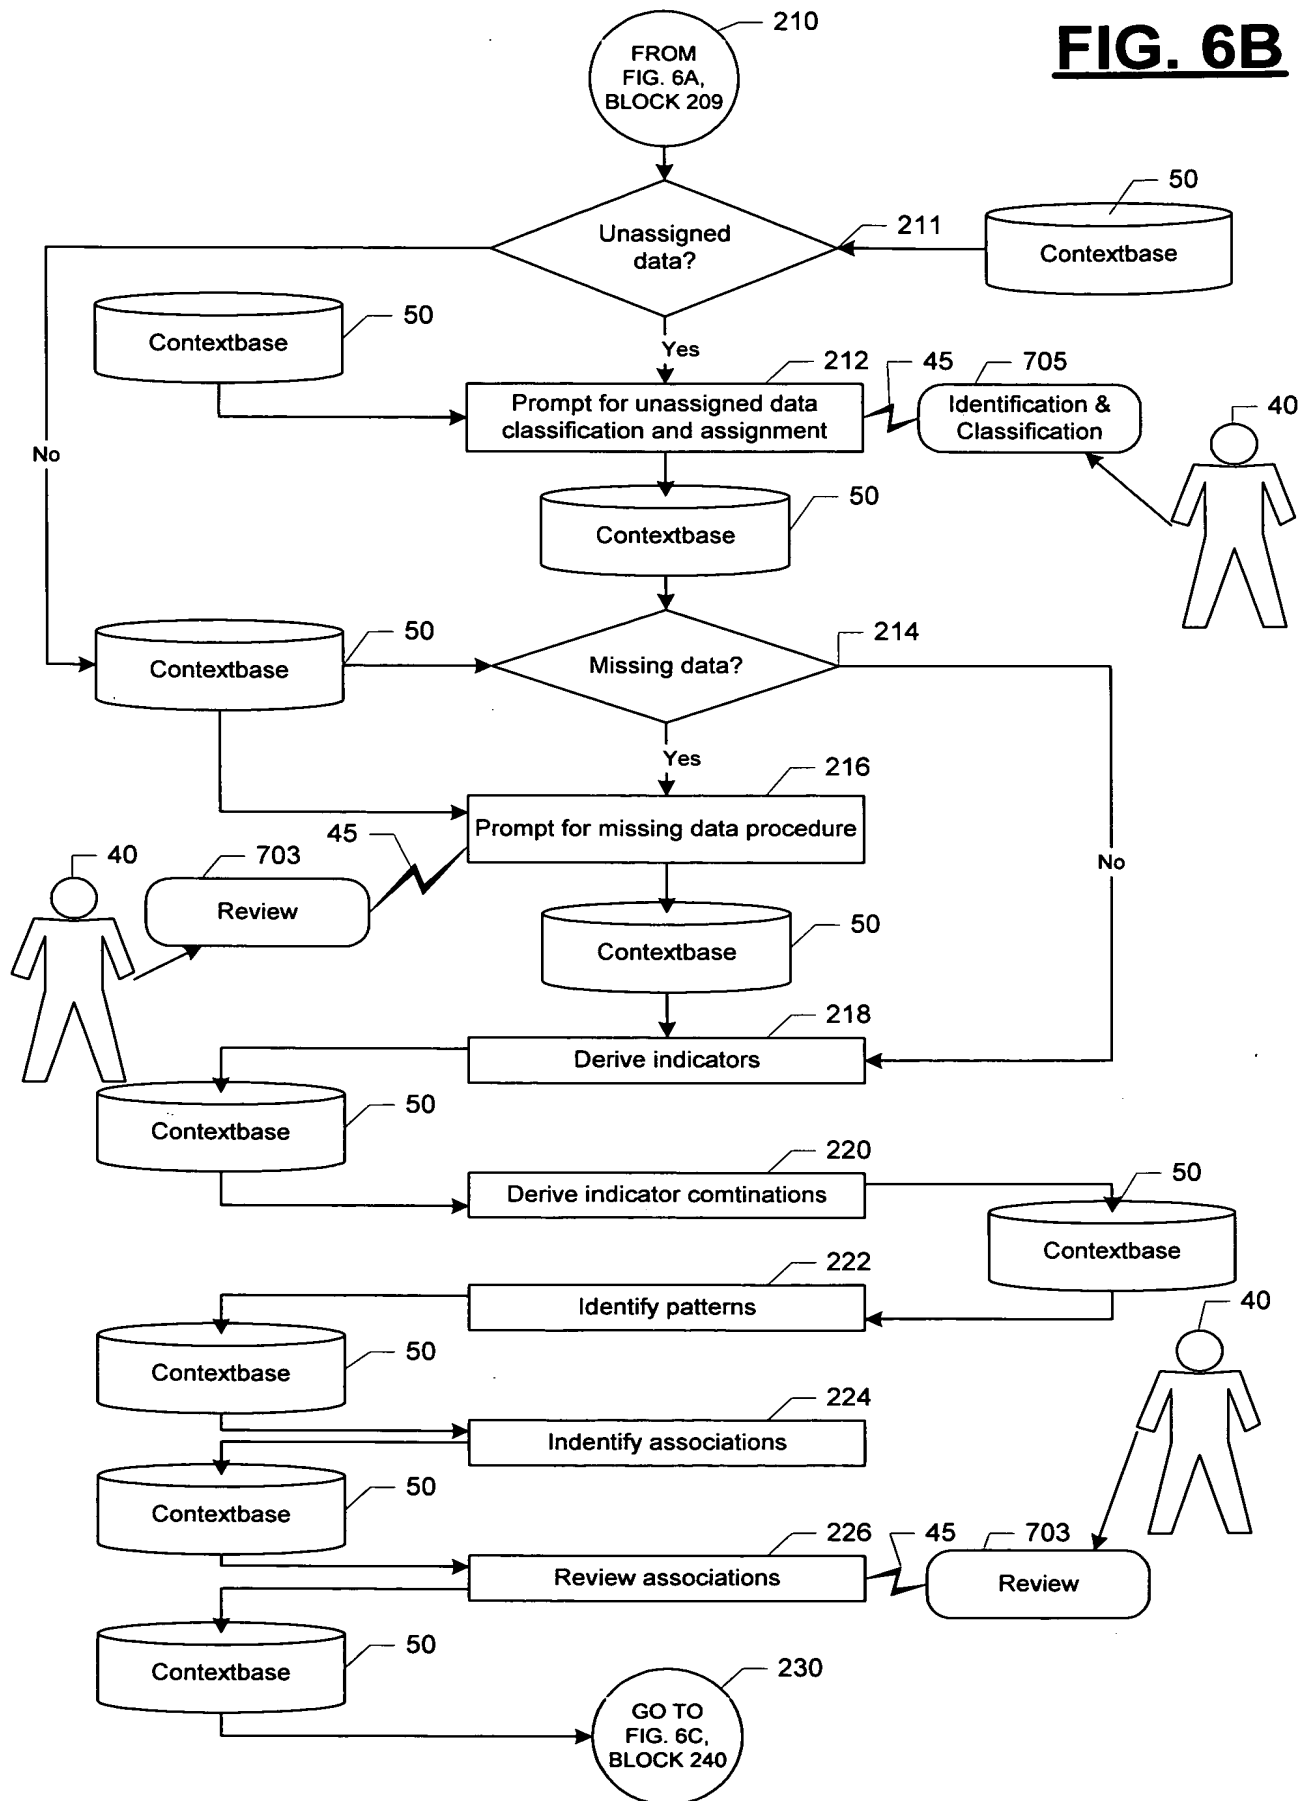 210
FIG. 6B
FROM
FIG. 6A,
BLOCK 209
50
211
Unassigned
data?
Contextbase
50
Contextbase
Yes
212
45
705
Prompt for unassigned data
classification and assignment
Identification &
Classification
40
No
50
Contextbase
50
214
Contextbase
Missing data?
Yes
216
Prompt for missing data procedure
45
40
703
Review
No
50
Contextbase
218
Derive indicators
50
Contextbase
220
50
Derive indicator comtinations
Contextbase
222
Identify patterns
40
50
Contextbase
224
Indentify associations
50
Contextbase
226
45
703
Review associations
Review
50
Contextbase
230
GO TO
FIG. 6C,
BLOCK 240